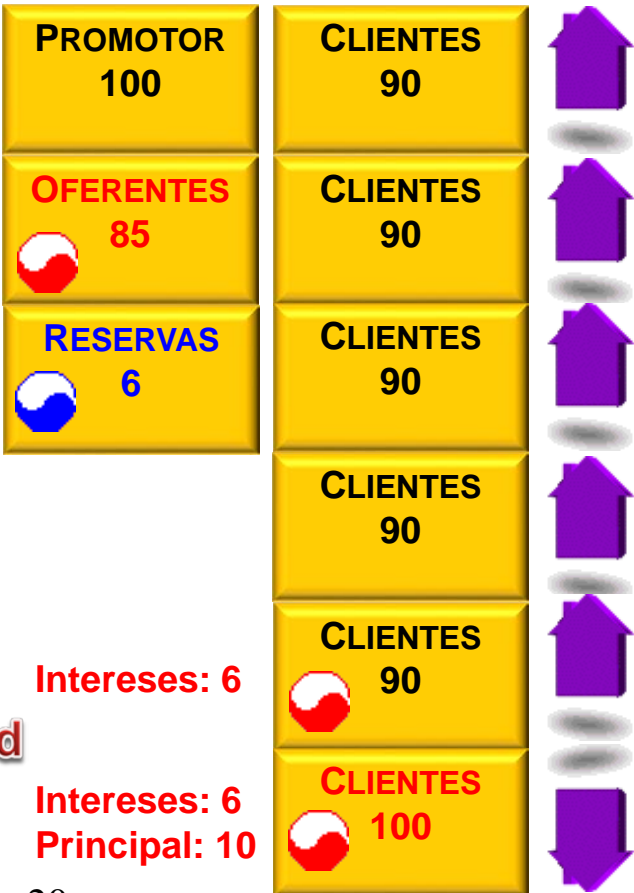 PROMOTOR
100
CLIENTES
90
OFERENTES
85
CLIENTES
90
RESERVAS
6
CLIENTES
90
CLIENTES
90
Intereses: 6
CLIENTES
90
d
Intereses: 6
Principal: 10
CLIENTES
100